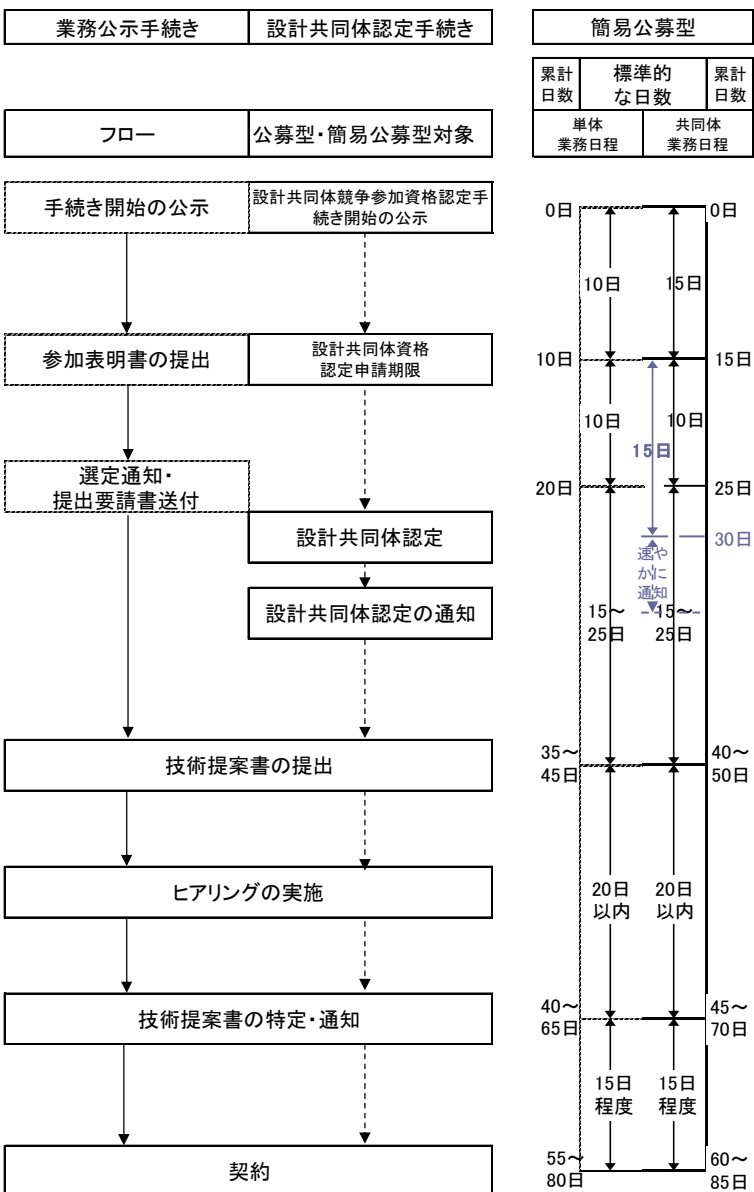 業務公示手続き
設計共同体認定手続き
簡易公募型
累計
日数
標準的
な日数
累計
日数
フロー
公募型・簡易公募型対象
単体
業務日程
共同体
業務日程
手続き開始の公示
設計共同体競争参加資格認定手
続き開始の公示
0日
0日
10日
15日
参加表明書の提出
設計共同体資格
認定申請期限
10日
15日
10日
10日
15日
選定通知・
提出要請書送付
20日
25日
設計共同体認定
30日
速や
かに
通知
設計共同体認定の通知
15～
25日
15～
25日
技術提案書の提出
35～
45日
40～
50日
ヒアリングの実施
20日
以内
20日
以内
技術提案書の特定・通知
40～
65日
45～
70日
15日
程度
15日
程度
契約
55～
80日
60～
85日